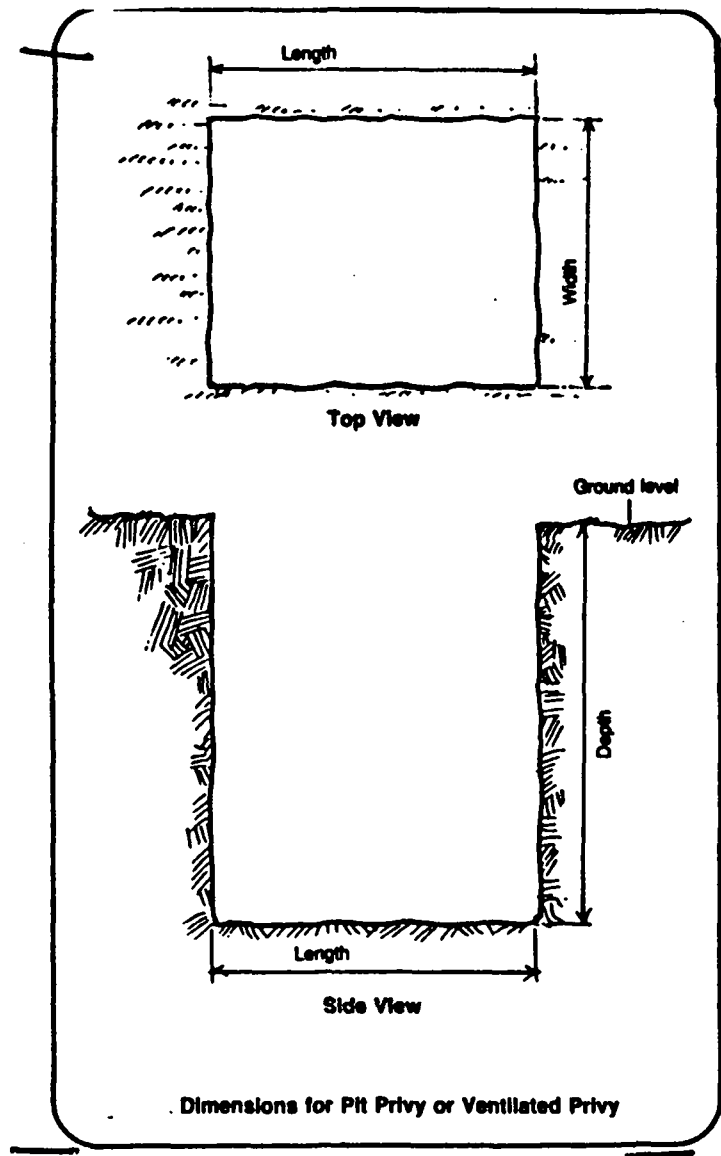 Length
Width
Top View
Ground level
Depth
Length
Side View
Dimensions for Pit Privy or Ventilated Privy